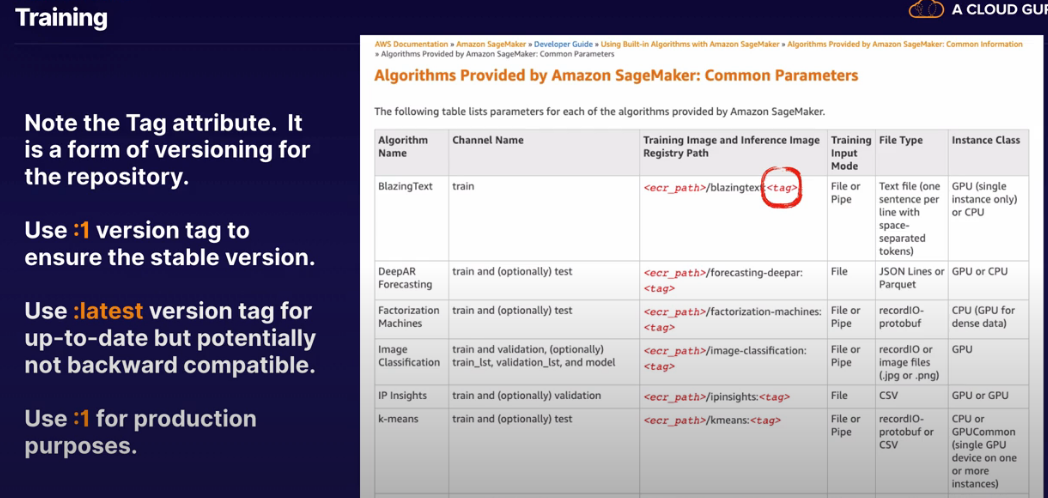 Training
A CLOUD GUR
Note the Tag attribute. It
is a form of versioning for
the repository.
Use :1 version tag to
ensure the stable version.
Use :latest version tag for
up-to-date but potentially
not backward compatible.
Use :1 for production
purposes.
AWS Documentation » Amazon SageMaker » Developer Guide » Using Built-in Algorithms with Amazon SageMaker » Algorithms Provided by Amazon SageMaker: Common Information
» Algorithms Provided by Amazon SageMaker: Common Parameters
Algorithms Provided by Amazon SageMaker: Common Parameters
The following table lists parameters for each of the algorithms provided by Amazon SageMaker.
Algorithm
Name
Channel Name
Training Image and Inference Image
Registry Path
Training
Input
Mode
File Type
Instance Class
BlazingText
train
<ecr_path>/blazingtext:<tag>
File or
Pipe
Text file (one
sentence per
line with
space-
separated
tokens)
GPU (single
instance only)
or CPU
DeepAR
Forecasting
train and (optionally) test
<ecr_path>/forecasting-deepar:
<tag>
File
JSON Lines or
Parquet
GPU or CPU
Factorization
Machines
train and (optionally) test
<ecr_path>/factorization-machines:
<tag>
File or
Pipe
recordIO-
protobuf
CPU (GPU for
dense data)
Image
Classification
train and validation, (optionally)
train_lst, validation_lst, and model
<ecr_path>/image-classification:
<tag>
File or
Pipe
recordIO or
image files
(.jpg or .png)
GPU
IP Insights
train and (optionally) validation
<ecr_path>/ipinsights:<tag>
File
CSV
GPU or GPU
k-means
train and (optionally) test
<ecr_path>/kmeans:<tag>
File or
Pipe
recordIO-
protobuf or
CSV
CPU or
GPUCommon
(single GPU
device on one
or more
instances)